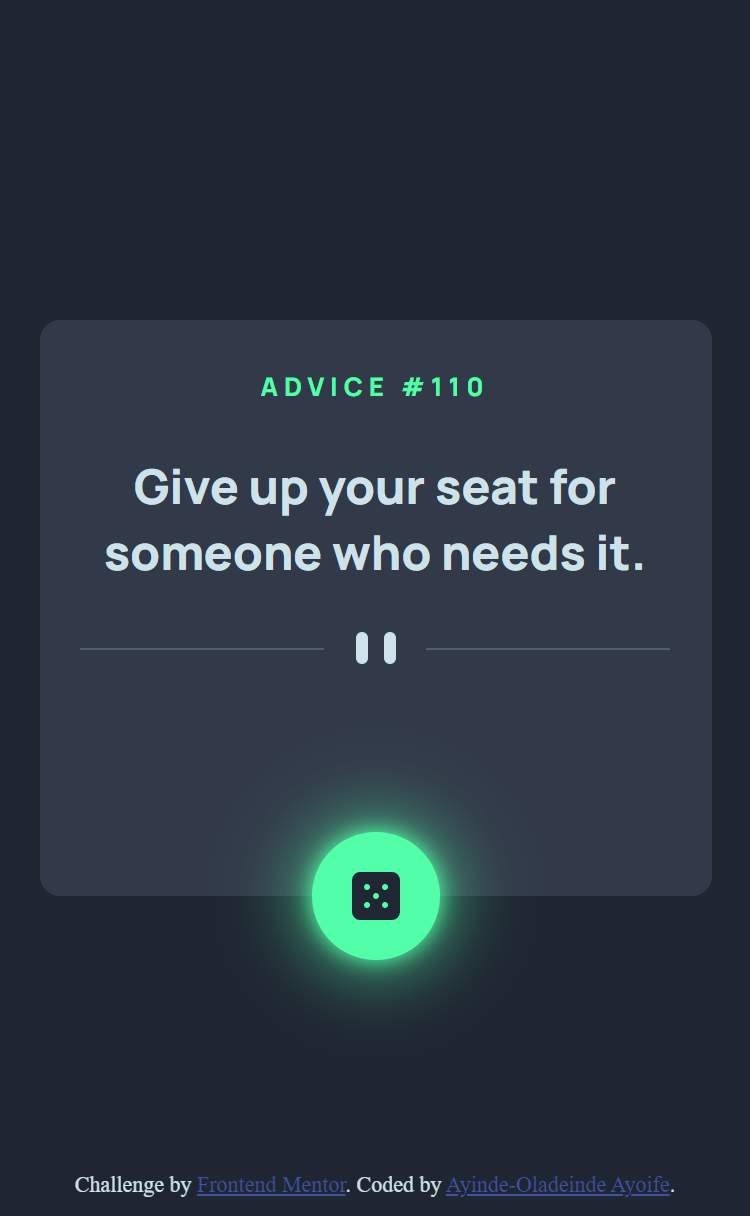 ADVICE #110
Give up your seat for
someone who needs it.
Challenge by Frontend Mentor. Coded by Ayinde-Oladeinde Ayoife.